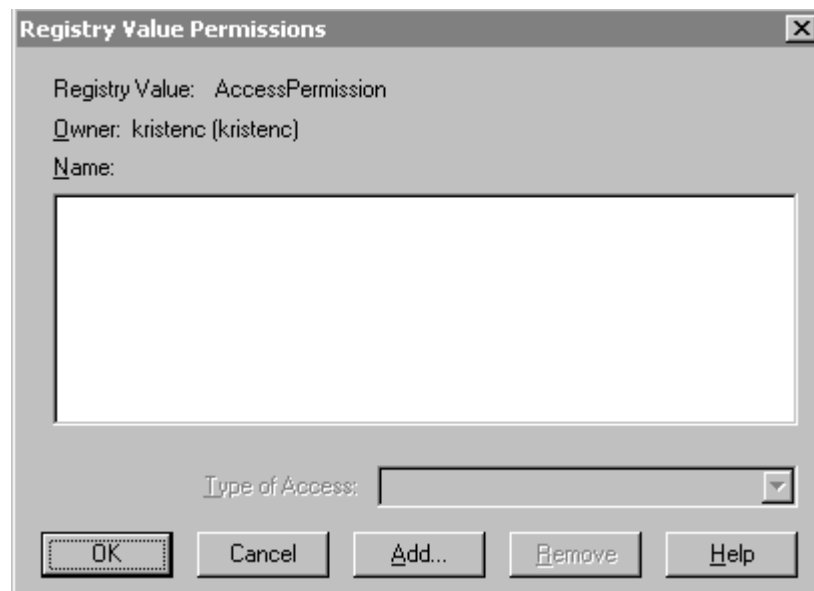 Registry Value Permissions
Registry Value: AccessPermission
Owner: kristenc (kristenc)
Name:
Type of Access:
OK Cancel Add... Remove Help